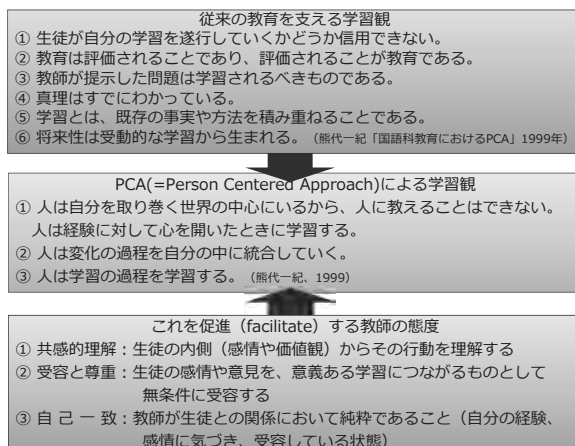 従来の教育を支える学習観
① 生徒が自分の学習を遂行していくかどうか信用できない。
② 教育は評価されることであり、評価されることが教育である。
③ 教師が提示した問題は学習されるべきものである。
④ 真理はすでにわかっている。
⑤ 学習とは、既存の事実や方法を積み重ねることである。
⑥ 将来性は受動的な学習から生まれる。（熊代一紀「国語科教育におけるPCA」1999年）
PCA(=Person Centered Approach)による学習観
① 人は自分を取り巻く世界の中心にいるから、人に教えることはできない。
人は経験に対して心を開いたときに学習する。
② 人は変化の過程を自分の中に統合していく。
③ 人は学習の過程を学習する。（熊代一紀、1999）
これを促進（facilitate）する教師の態度
① 共感的理解：生徒の内側（感情や価値観）からその行動を理解する
② 受容と尊重：生徒の感情や意見を、意義ある学習につながるものとして
無条件に受容する
③ 自 己 一 致：教師が生徒との関係において純粋であること（自分の経験、
感情に気づき、受容している状態）